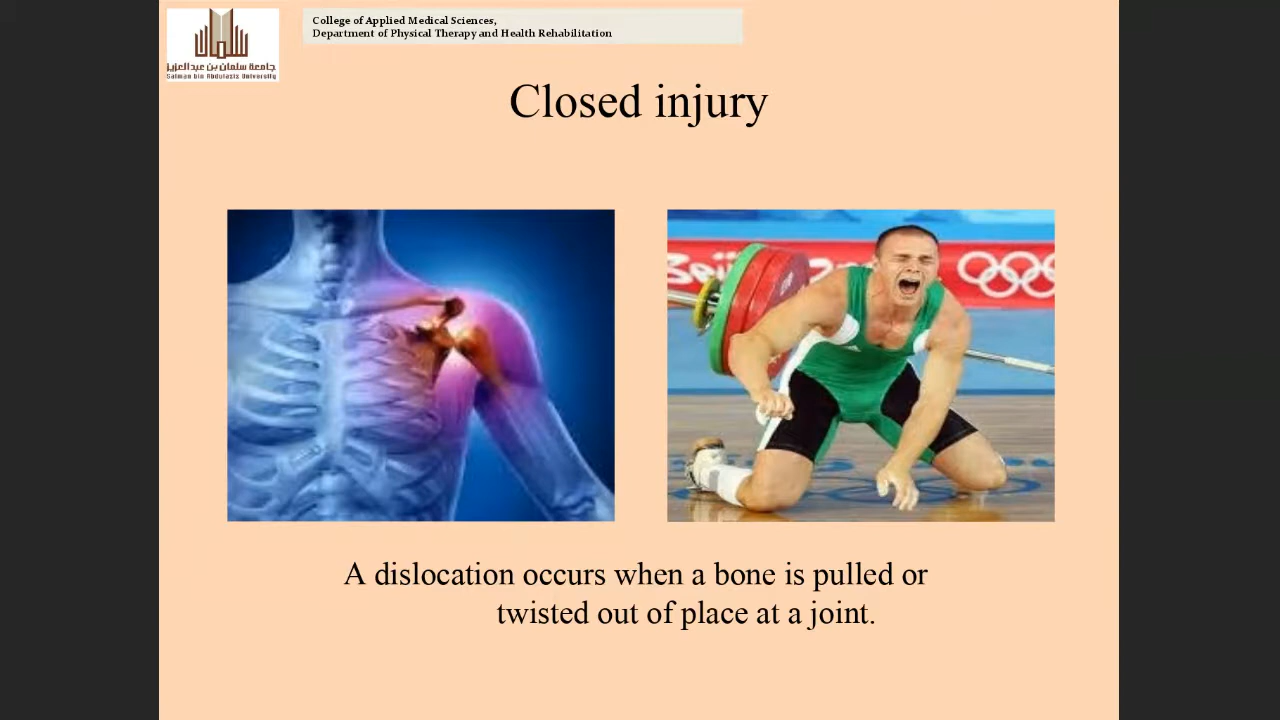 جامعة سلمان بن عبدالعزيز
Salman bin Abdulaziz University
College of Applied Medical Sciences,
Department of Physical Therapy and Health Rehabilitation
Closed injury
Beijing
A dislocation occurs when a bone is pulled or
twisted out of place at a joint.